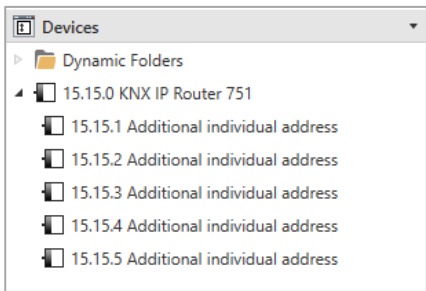 Devices
Dynamic Folders
15.15.0 KNX IP Router 751
15.15.1 Additional individual address
15.15.2 Additional individual address
15.15.3 Additional individual address
15.15.4 Additional individual address
15.15.5 Additional individual address